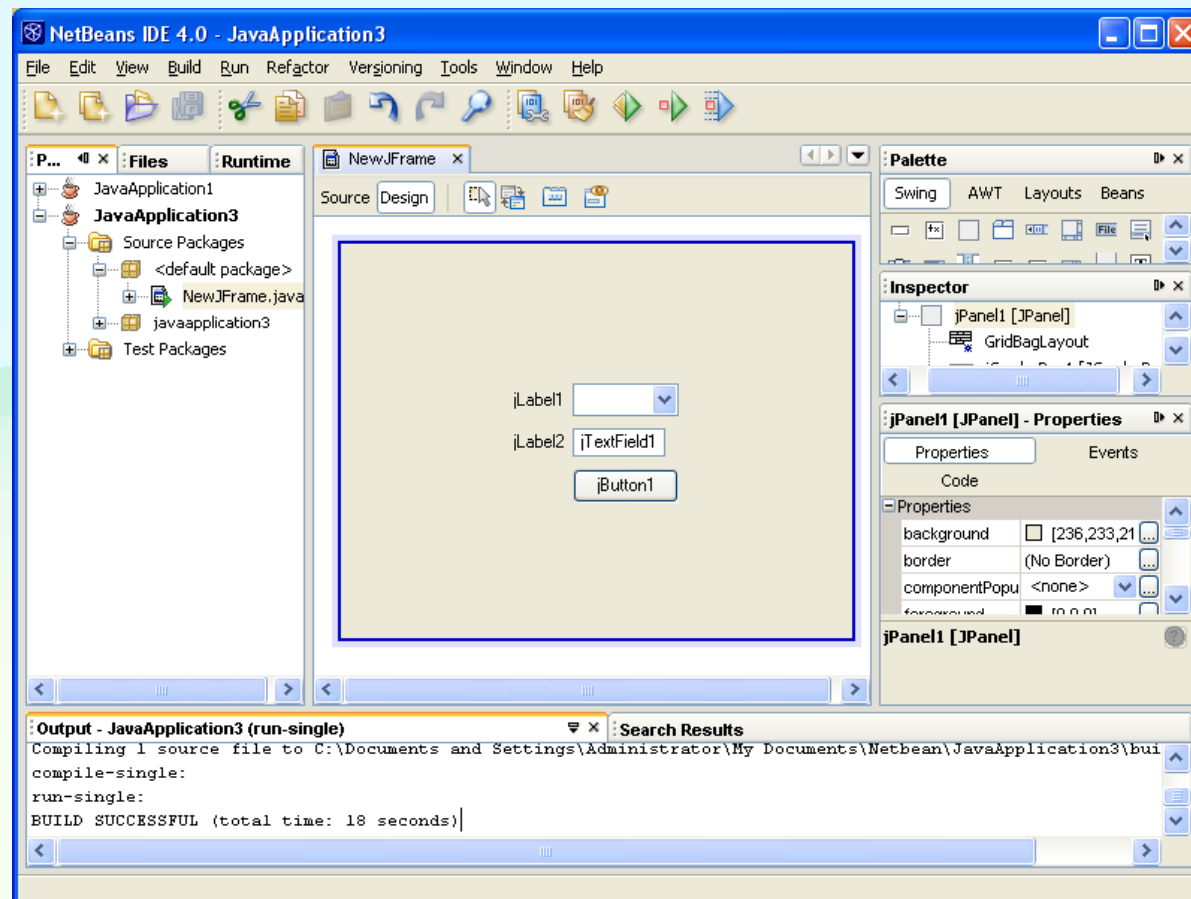 NetBeans IDE 4.0 - JavaApplication3
File Edit View Build Run Refactor Versioning Tools Window Help
P... Files Runtime
JavaApplication1
JavaApplication3
Source Packages
<default package>
NewJFrame.java
javaapplication3
Test Packages
NewJFrame
Source Design
jLabel1
jLabel2 jTextField1
jButton1
Palette
Swing AWT Layouts Beans
File
Inspector
jPanel1 [JPanel]
GridBagLayout
jPanel1 [JPanel] - Properties
Properties Events
Code
Properties
background [236,233,21 ...
border (No Border) ...
componentPopu <none> ...
foreground [0,0,0]
jPanel1 [JPanel]
Output - JavaApplication3 (run-single) Search Results
Compiling 1 source file to C:\Documents and Settings\Administrator\My Documents\Netbean\JavaApplication3\bui
compile-single:
run-single:
BUILD SUCCESSFUL (total time: 18 seconds)